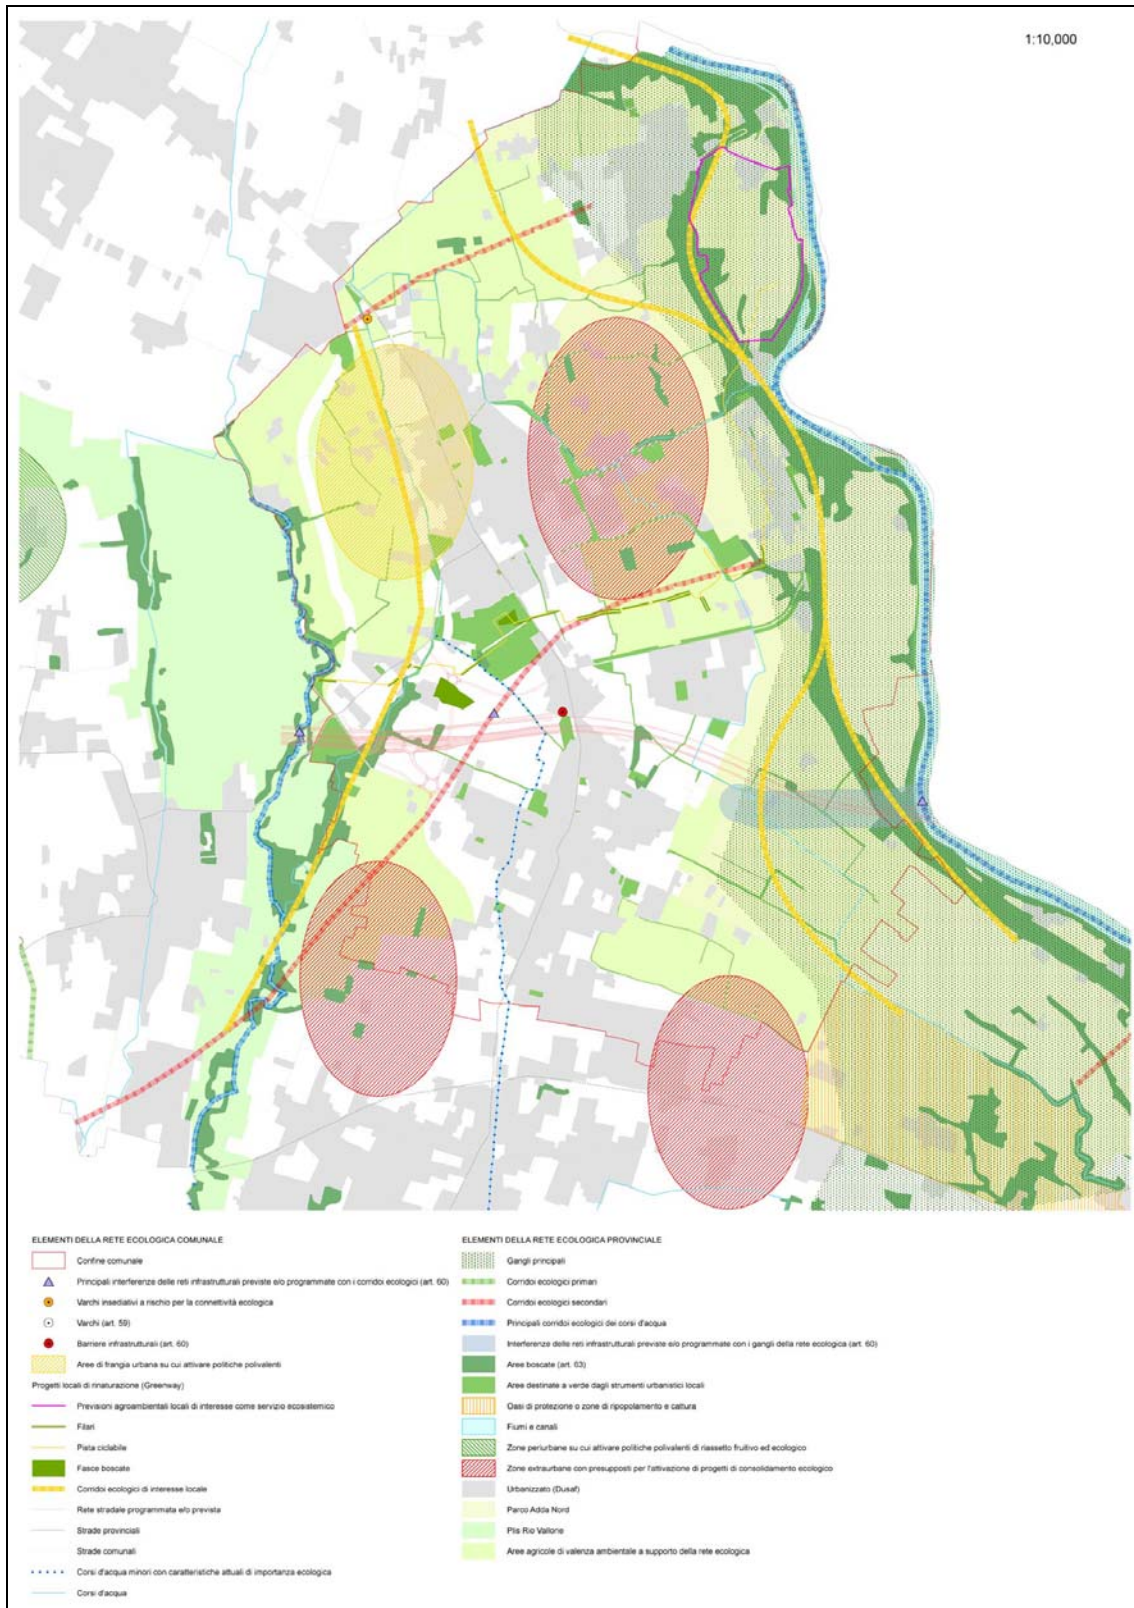 1:10,000
ELEMENTI DELLA RETE ECOLOGICA COMUNALE
Confine comunale
Principali interferenze delle reti infrastrutturali previste e/o programmate con i corridoi ecologici (art. 60)
Varchi insediativi a rischio per la connettività ecologica
Varchi (art. 59)
Barriere infrastrutturali (art. 60)
Aree di frangia urbana su cui attivare politiche polivalenti
Progetti locali di rinaturazione (Greenway)
Previsioni agroambientali locali di interesse come servizio ecosistemico
Filari
Pista ciclabile
Fasce boscate
Corridoi ecologici di interesse locale
Rete stradale programmata e/o prevista
Strade provinciali
Strade comunali
Corsi d'acqua minori con caratteristiche attuali di importanza ecologica
Corsi d'acqua
ELEMENTI DELLA RETE ECOLOGICA PROVINCIALE
Gangli principali
Corridoi ecologici primari
Corridoi ecologici secondari
Principali corridoi ecologici dei corsi d'acqua
Interferenze delle reti infrastrutturali previste e/o programmate con i gangli della rete ecologica (art. 60)
Aree boscate (art. 63)
Aree destinate a verde dagli strumenti urbanistici locali
Oasi di protezione o zone di ripopolamento e cattura
Fiumi e canali
Zone periurbane su cui attivare politiche polivalenti di riassetto fruitivo ed ecologico
Zone extraurbane con presupposti per l'attivazione di progetti di consolidamento ecologico
Urbanizzato (Dusaf)
Parco Adda Nord
Plis Rio Vallone
Aree agricole di valenza ambientale a supporto della rete ecologica